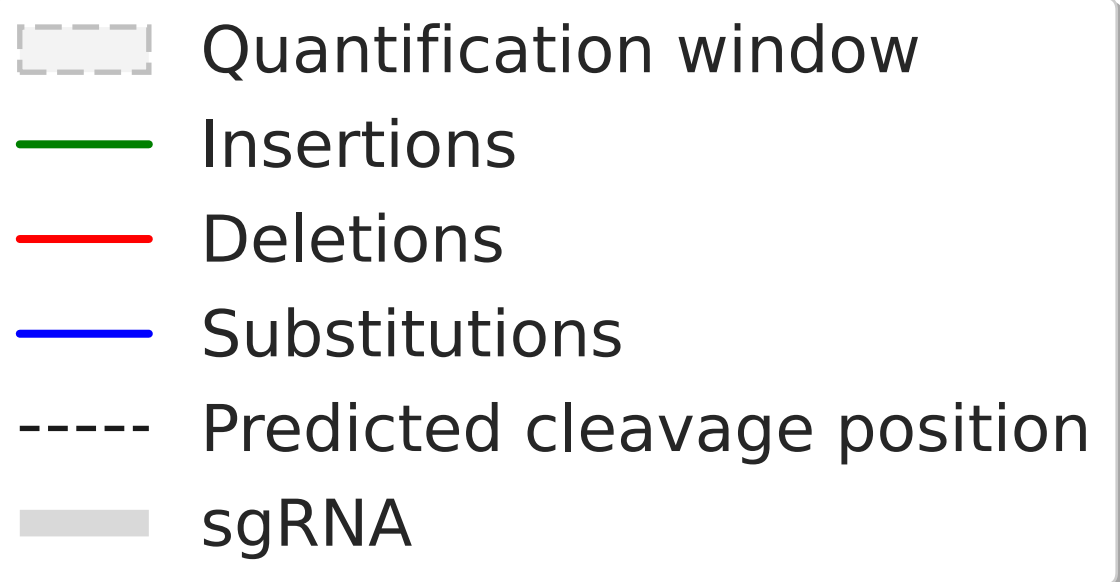 Quantification window
Insertions
Deletions
Substitutions
Predicted cleavage position
sgRNA